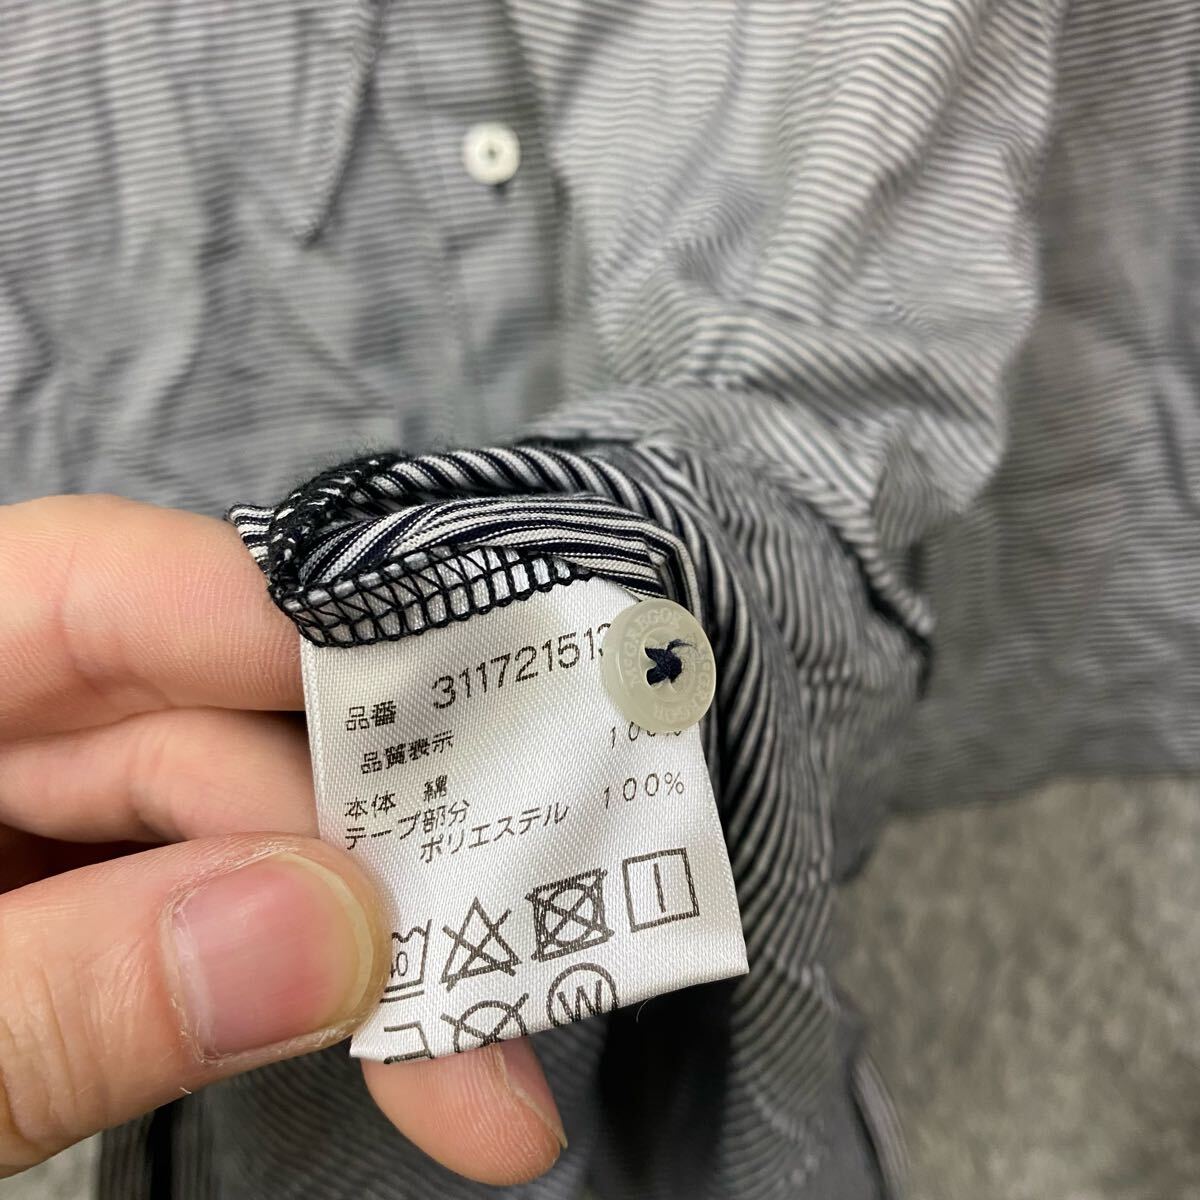 品番 31172151
品質表示
本体 綿 100%
テープ部分
ポリエステル 100%
40
W
McGREGOR